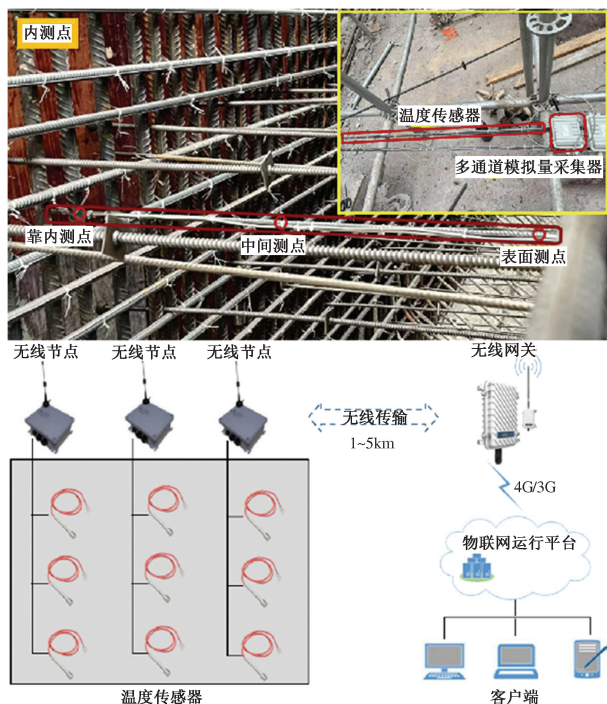 内测点
温度传感器
多通道模拟量采集器
靠内测点
中间测点
表面测点
无线节点
无线节点
无线节点
无线网关
无线传输
1~5km
4G/3G
物联网运行平台
温度传感器
客户端